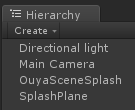 Hierarchy
Create
Directional light
Main Camera
OuyaSceneSplash
SplashPlane